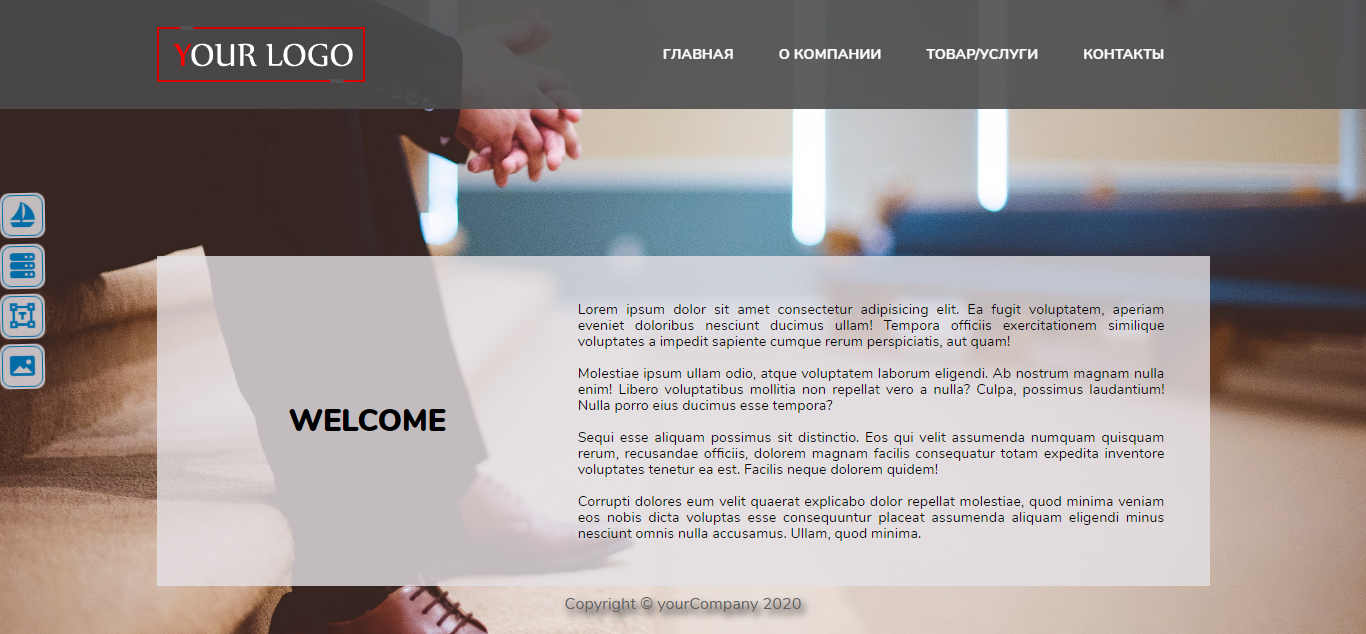 YOUR LOGO
ГЛАВНАЯ О КОМПАНИИ ТОВАР/УСЛУГИ КОНТАКТЫ
WELCOME
Lorem ipsum dolor sit amet consectetur adipisicing elit. Ea fugit voluptatem, aperiam
eveniet doloribus nesciunt ducimus ullam! Tempora officiis exercitationem similique
voluptates a impedit sapiente cumque rerum perspiciatis, aut quam!
Molestiae ipsum ullam odio, atque voluptatem laborum eligendi. Ab nostrum magnam nulla
enim! Libero voluptatibus mollitia non repellat vero a nulla? Culpa, possimus laudantium!
Nulla porro eius ducimus esse tempora?
Sequi esse aliquam possimus sit distinctio. Eos qui velit assumenda numquam quisquam
rerum, recusandae officiis, dolorem magnam facilis consequatur totam expedita inventore
voluptates tenetur ea est. Facilis neque dolorem quidem!
Corrupti dolores eum velit quaerat explicabo dolor repellat molestiae, quod minima veniam
eos nobis dicta voluptas esse consequuntur placeat assumenda aliquam eligendi minus
nesciunt omnis nulla accusamus. Ullam, quod minima.
Copyright © yourCompany 2020